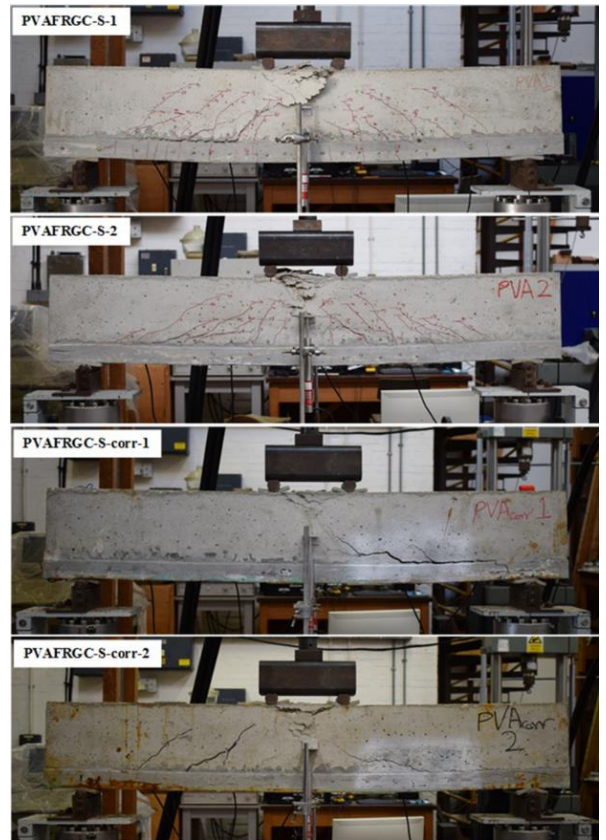 PVAFRGC-S-1
PVA1
PVAFRGC-S-2
PVA2
PVAFRGC-S-corr-1
PVAcorr 1
PVAFRGC-S-corr-2
PVAcorr
2